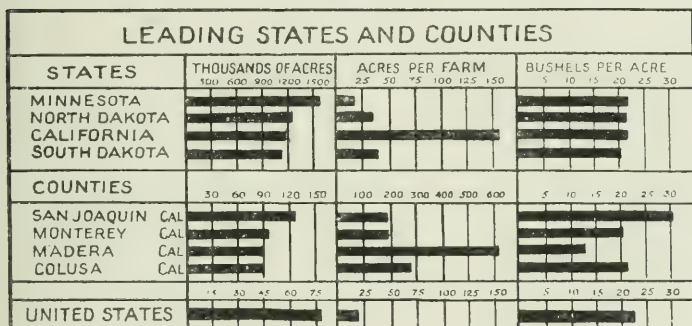 LEADING STATES AND COUNTIES
STATES THOUSANDS OF ACRES ACRES PER FARM BUSHELS PER ACRE
300 600 900 1200 1500 25 50 75 100 125 150 5 10 15 20 25 30
MINNESOTA
NORTH DAKOTA
CALIFORNIA
SOUTH DAKOTA
COUNTIES 30 60 90 120 150 100 200 300 400 500 600 5 10 15 20 25 30
SAN JOAQUIN CAL
MONTEREY CAL
MADERA CAL
COLUSA CAL
15 30 45 60 75 25 50 75 100 125 150 5 10 15 20 25 30
UNITED STATES